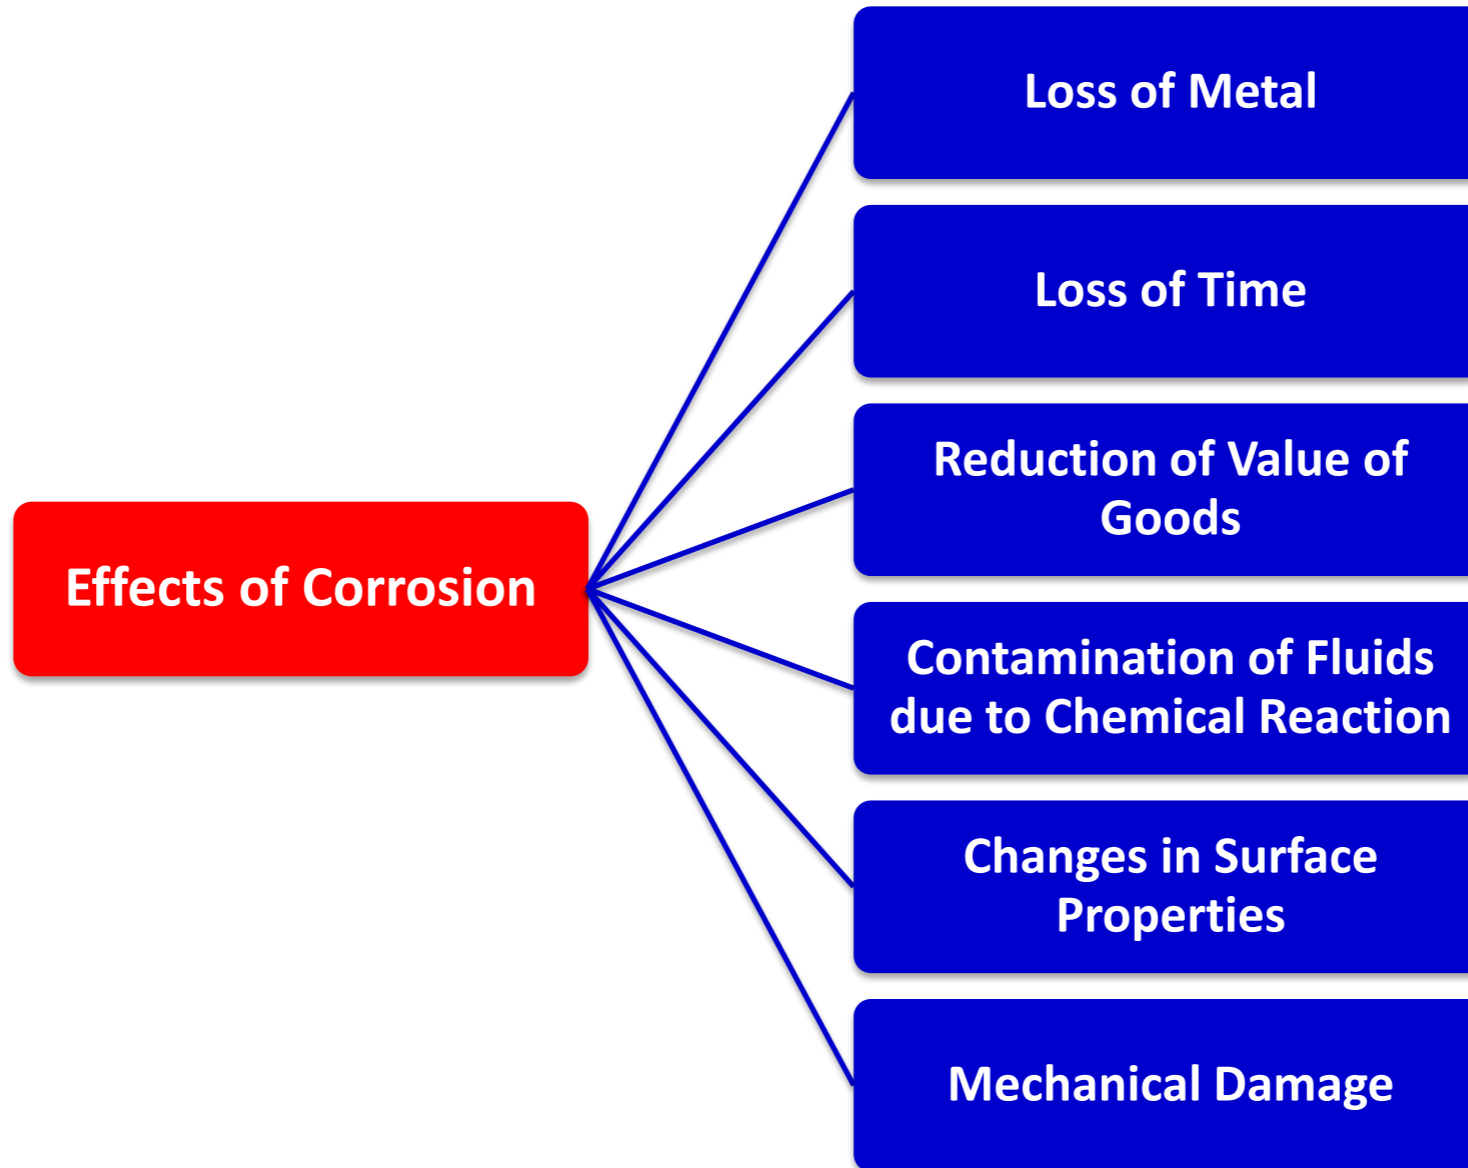 Effects of Corrosion
Loss of Metal
Loss of Time
Reduction of Value of
Goods
Contamination of Fluids
due to Chemical Reaction
Changes in Surface
Properties
Mechanical Damage